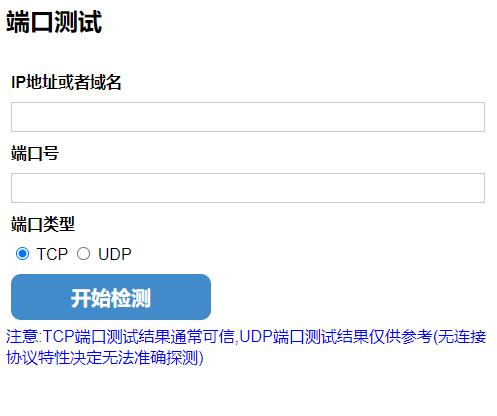 端口测试
IP地址或者域名
端口号
端口类型
TCP UDP
开始检测
注意:TCP端口测试结果通常可信,UDP端口测试结果仅供参考(无连接
协议特性决定无法准确探测)